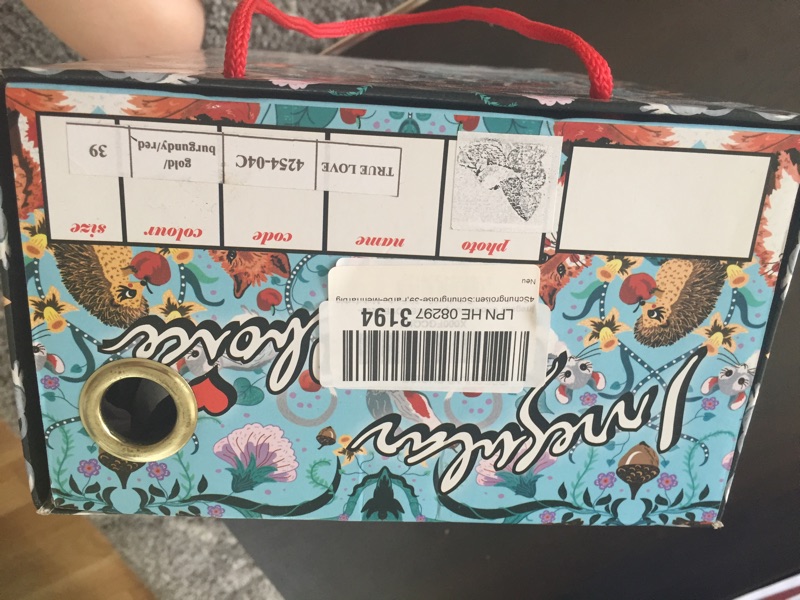 Irregular
Choice
LPN HE 08297 3194
Neu
photo
name
code
colour
size
TRUE LOVE
4254-04C
gold/
burgundy/red
39